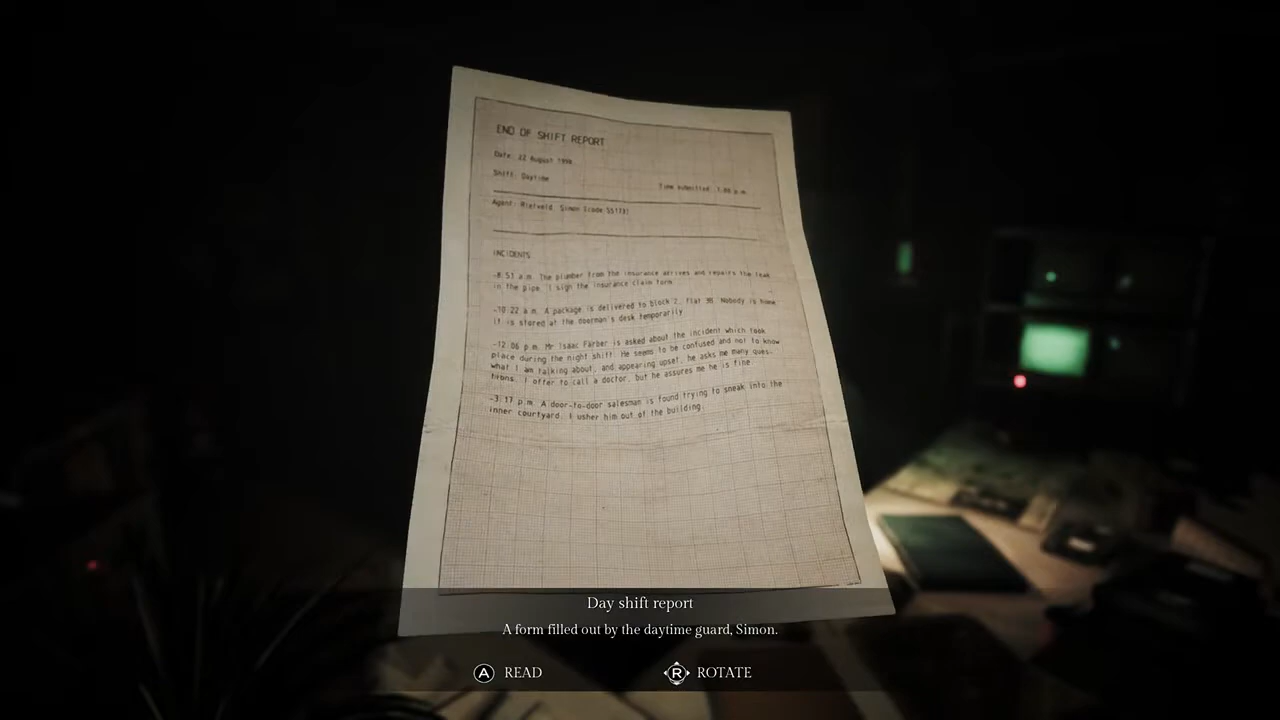 END OF SHIFT REPORT
Date: 22 August
Shift: Daytime
Time submitted: p.m.
Agent: Simon (code
INCIDENTS
-8:51 a.m. The plumber from the insurance arrives and repairs the leak
in the pipe. I sign the insurance claim form.
-10:22 a.m. A package is delivered to block 2, flat 9B. Nobody is home
it is stored at the doorman's desk temporarily.
-12:06 p.m. Mr Isaac Farber is asked about the incident which took
place during the night shift. He seems to be confused and not to know
what I am talking about, and appearing upset, he asks me many ques-
tions. I offer to call a doctor, but he assures me he is fine.
-3:17 p.m. A door-to-door salesman is found trying to sneak into the
inner courtyard. I usher him out of the building.
Day shift report
A form filled out by the daytime guard, Simon.
A READ
R ROTATE